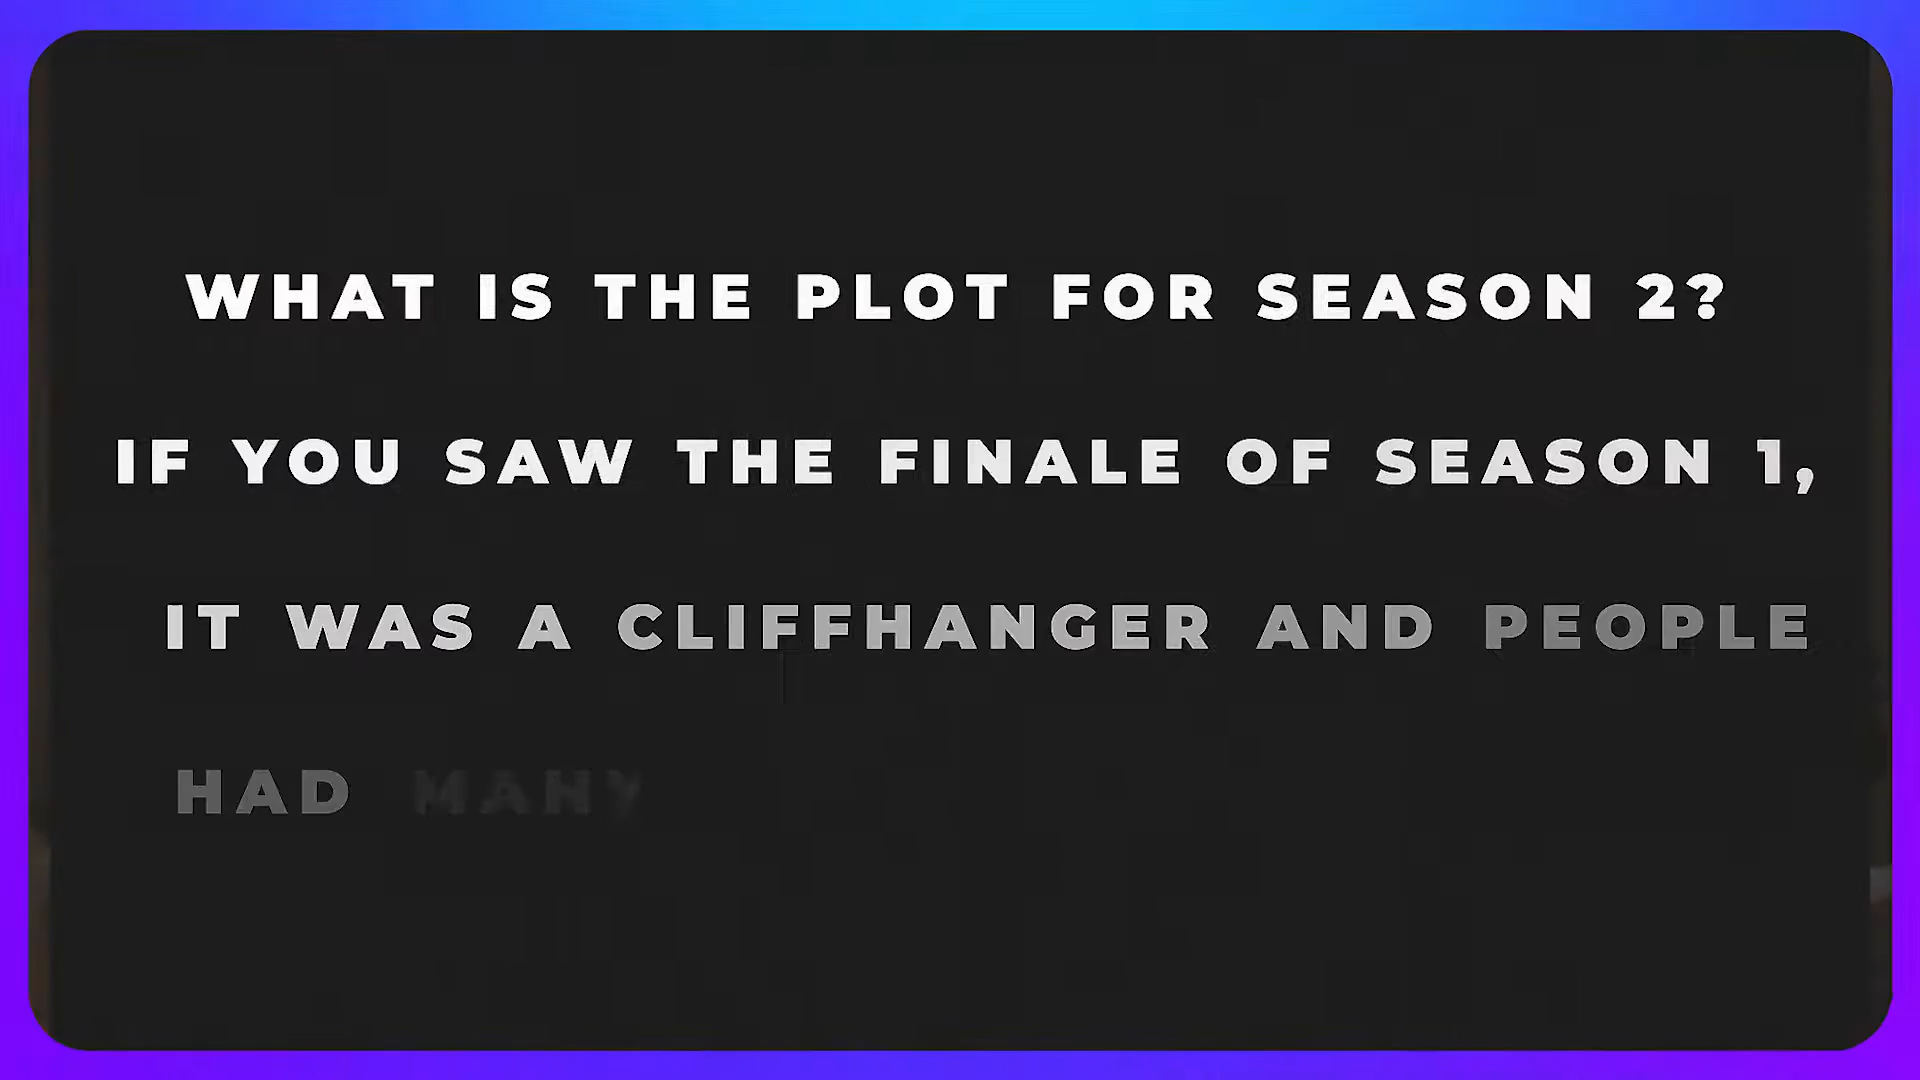 WHAT IS THE PLOT FOR SEASON 2?
IF YOU SAW THE FINALE OF SEASON 1,
IT WAS A CLIFFHANGER AND PEOPLE
HAD MANY